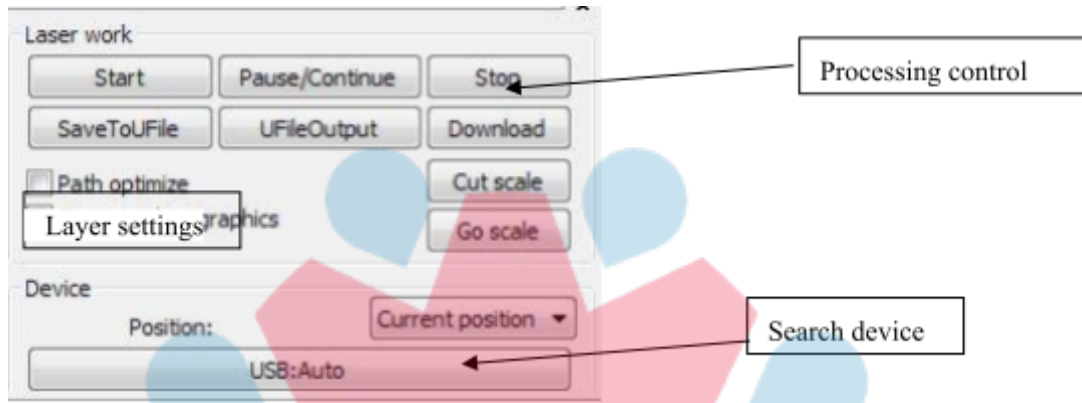 Laser work
Start Pause/Continue Stop Processing control
SaveToUFile UFileOutput Download
Path optimize Cut scale
Layer settings raphics Go scale
Device
Position: Current position Search device
USB:Auto